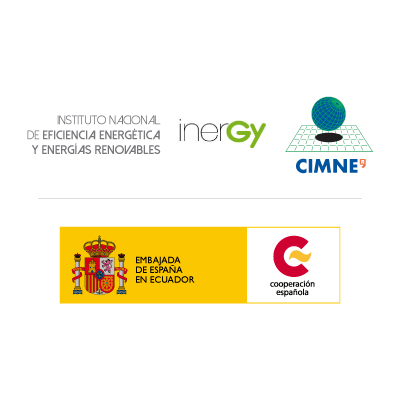 INSTITUTO NACIONAL
DE EFICIENCIA ENERGÉTICA
Y ENERGÍAS RENOVABLES
inerGy
CIMNE
EMBAJADA
DE ESPAÑA
EN ECUADOR
cooperación
española